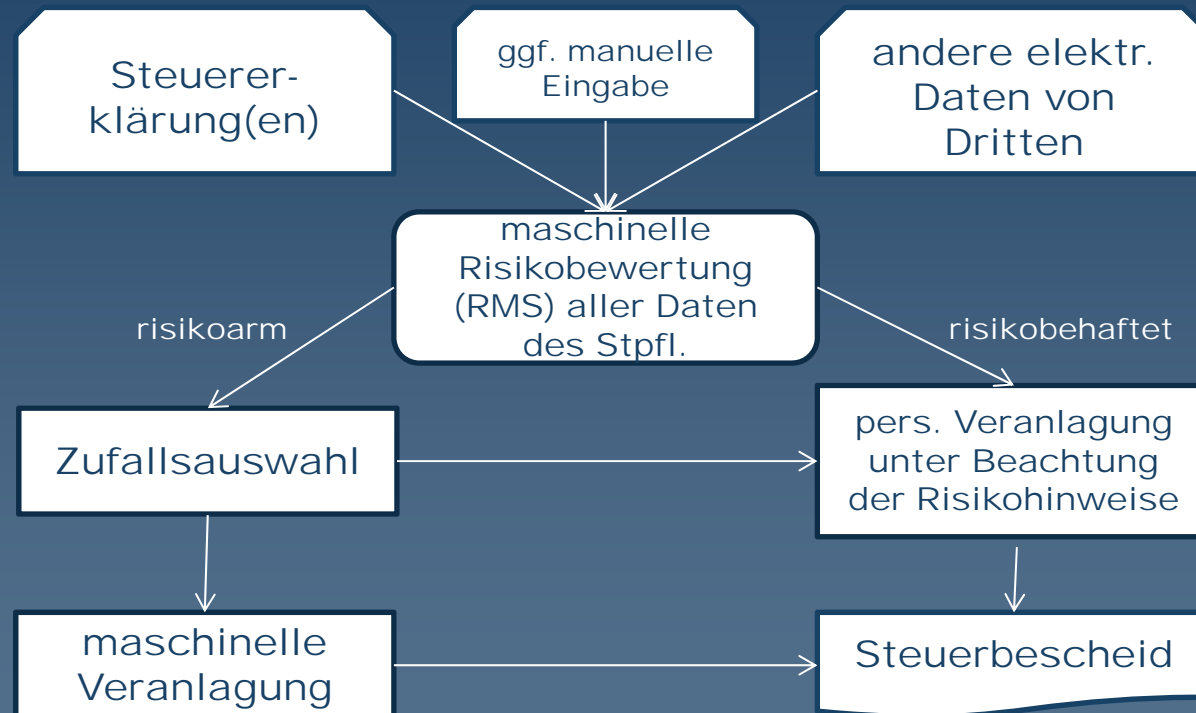 Steuerer-
klärung(en)
ggf. manuelle
Eingabe
andere elektr.
Daten von
Dritten
maschinelle
Risikobewertung
(RMS) aller Daten
des Stpfl.
risikoarm
risikobehaftet
Zufallsauswahl
pers. Veranlagung
unter Beachtung
der Risikohinweise
maschinelle
Veranlagung
Steuerbescheid